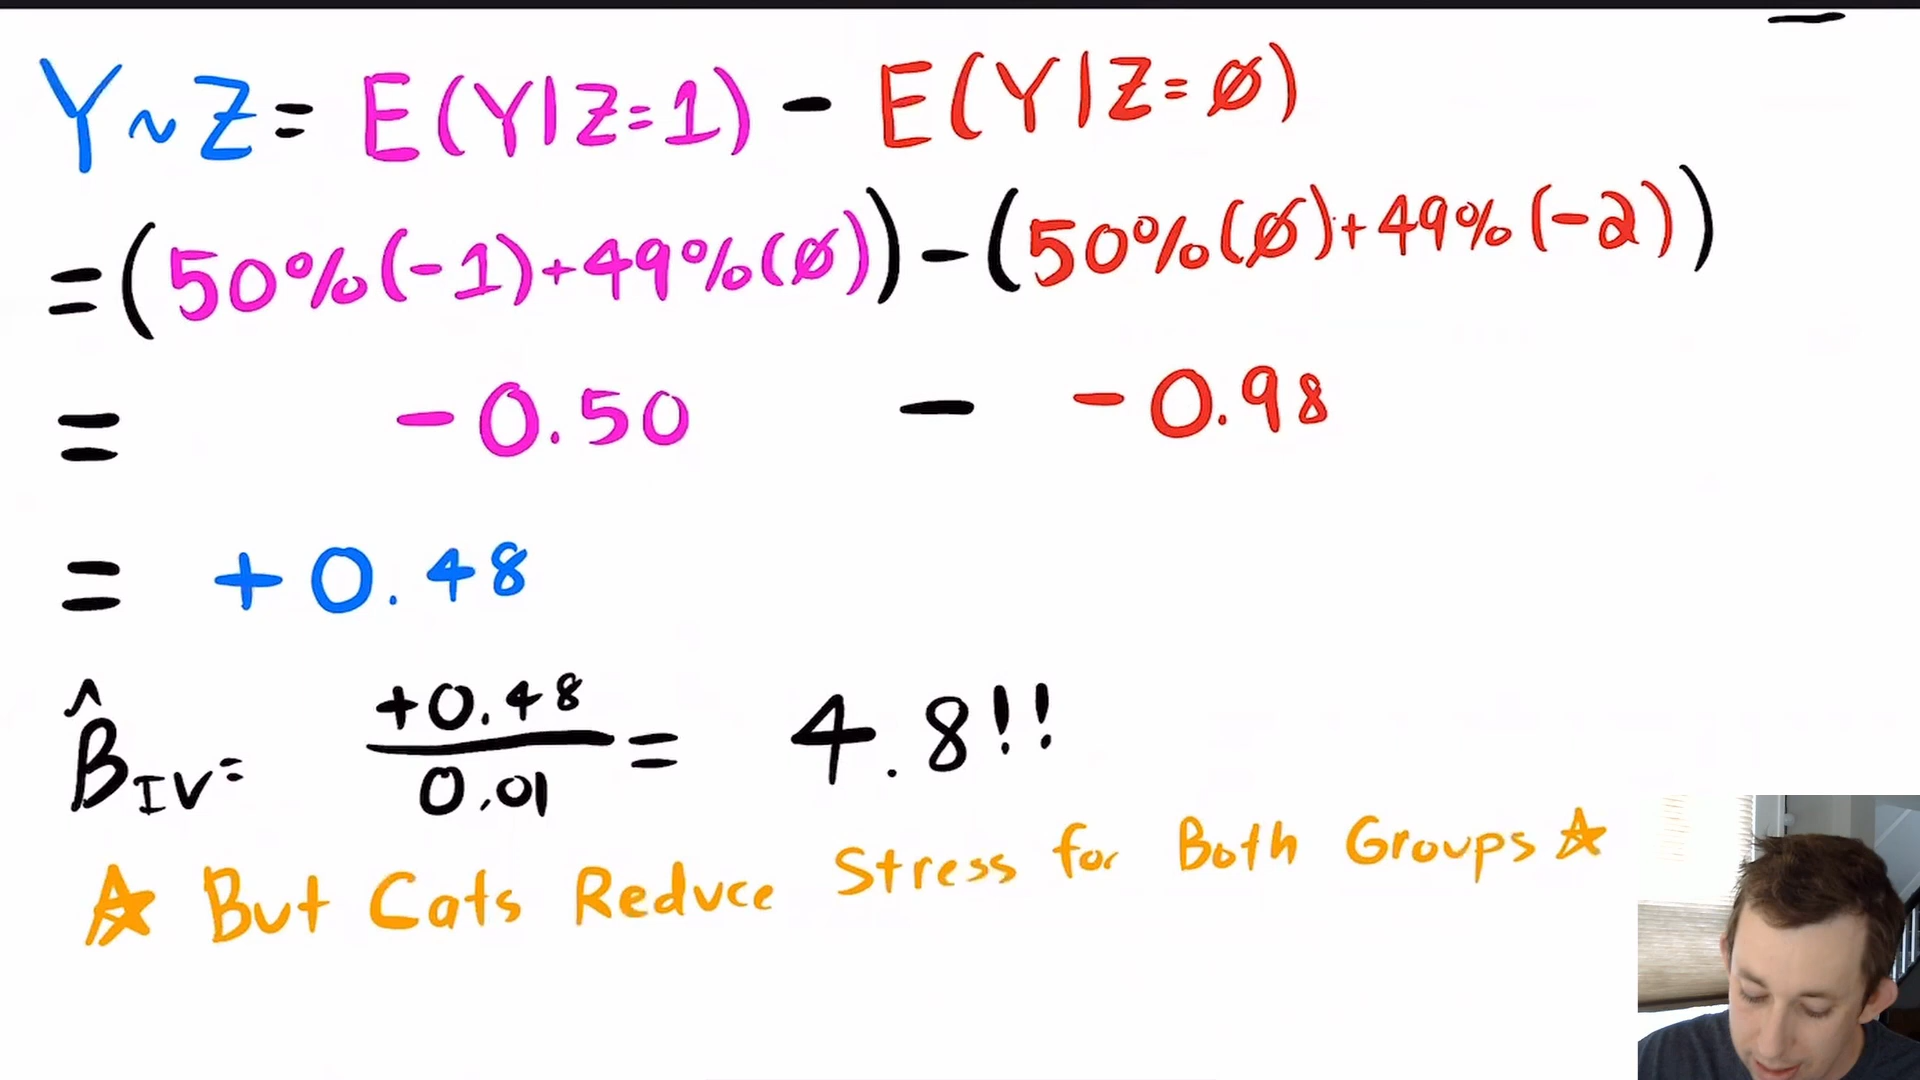 Y~Z = E(Y|Z=1) - E(Y|Z=∅)
= (50%(-1)+49%(∅)) - (50%(∅)+49%(-2))
= -0.50 - -0.98
= +0.48
B̂IV = +0.48/0.01 = 4.8!!
☆ But Cats Reduce Stress for Both Groups ☆